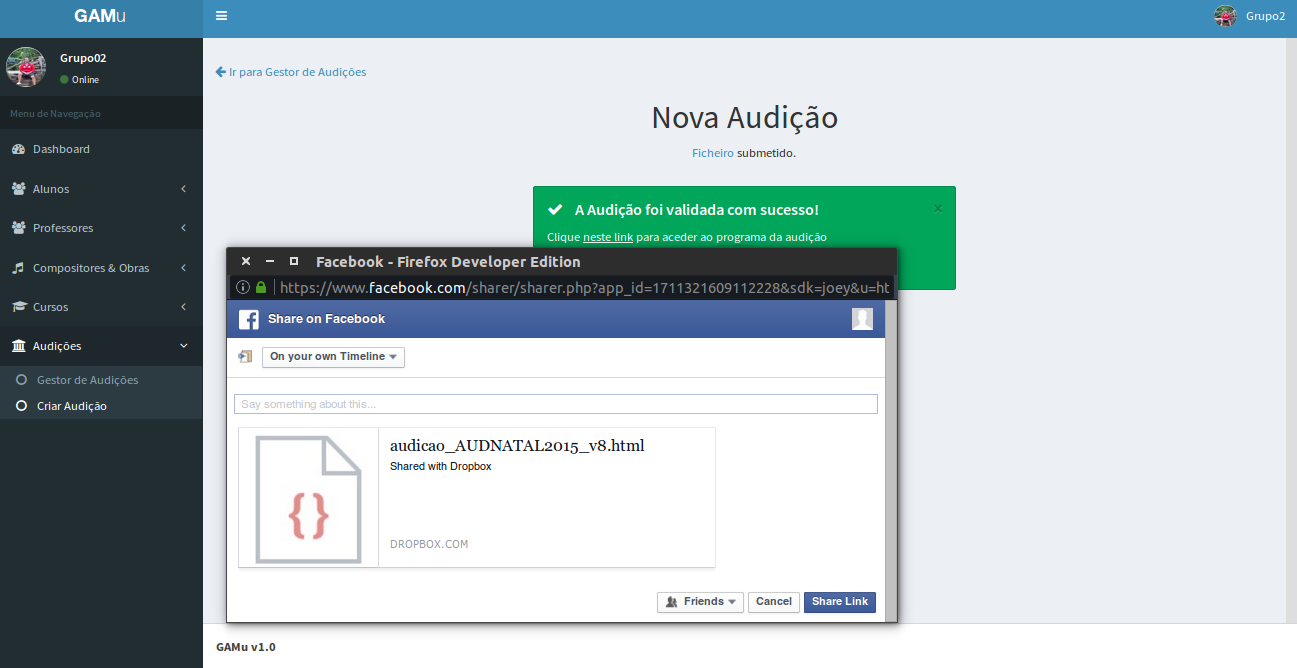 GAMu
Grupo2
Grupo02
Online
Menu de Navegação
Dashboard
Alunos
Professores
Compositores & Obras
Cursos
Audições
Gestor de Audições
Criar Audição
Ir para Gestor de Audições
Nova Audição
Ficheiro submetido.
A Audição foi validada com sucesso!
×
Clique neste link para aceder ao programa da audição
Facebook - Firefox Developer Edition
https://www.facebook.com/sharer/sharer.php?app_id=1711321609112228&sdk=joey&u=ht
Share on Facebook
On your own Timeline
Say something about this...
audicao_AUDNATAL2015_v8.html
Shared with Dropbox
{}
DROPBOX.COM
Friends
Cancel
Share Link
GAMu v1.0